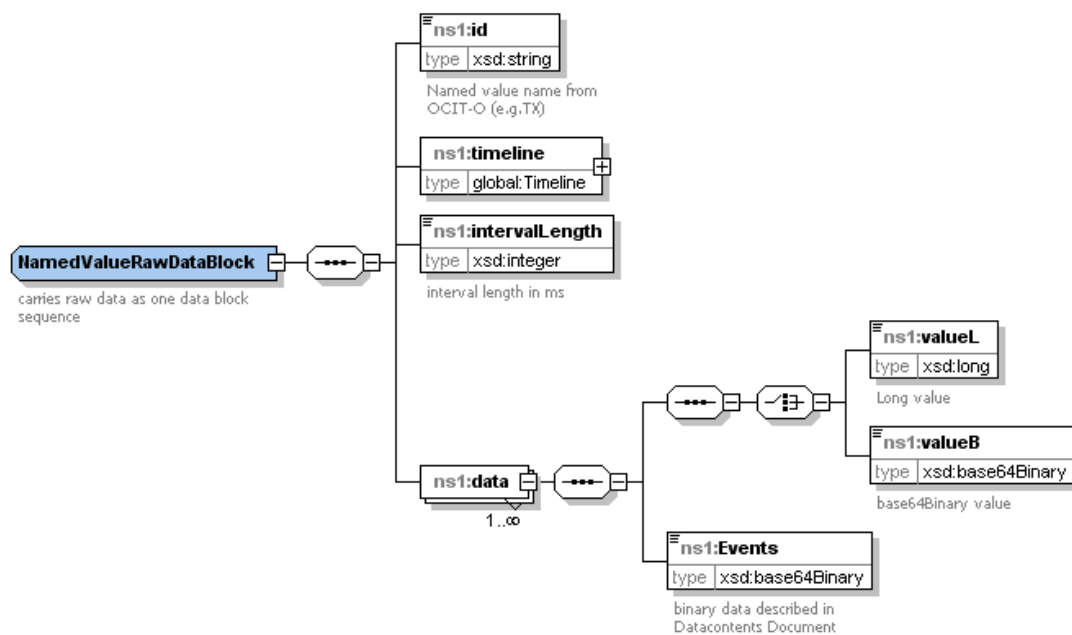 ns1:id
type xsd:string
Named value name from
OCIT-O (e.g.TX)
ns1:timeline
type global:Timeline
ns1:intervalLength
type xsd:integer
interval length in ms
NamedValueRawDataBlock
carries raw data as one data block
sequence
ns1:valueL
type xsd:long
Long value
ns1:valueB
type xsd:base64Binary
base64Binary value
ns1:data
1..∞
ns1:Events
type xsd:base64Binary
binary data described in
Datacontents Document